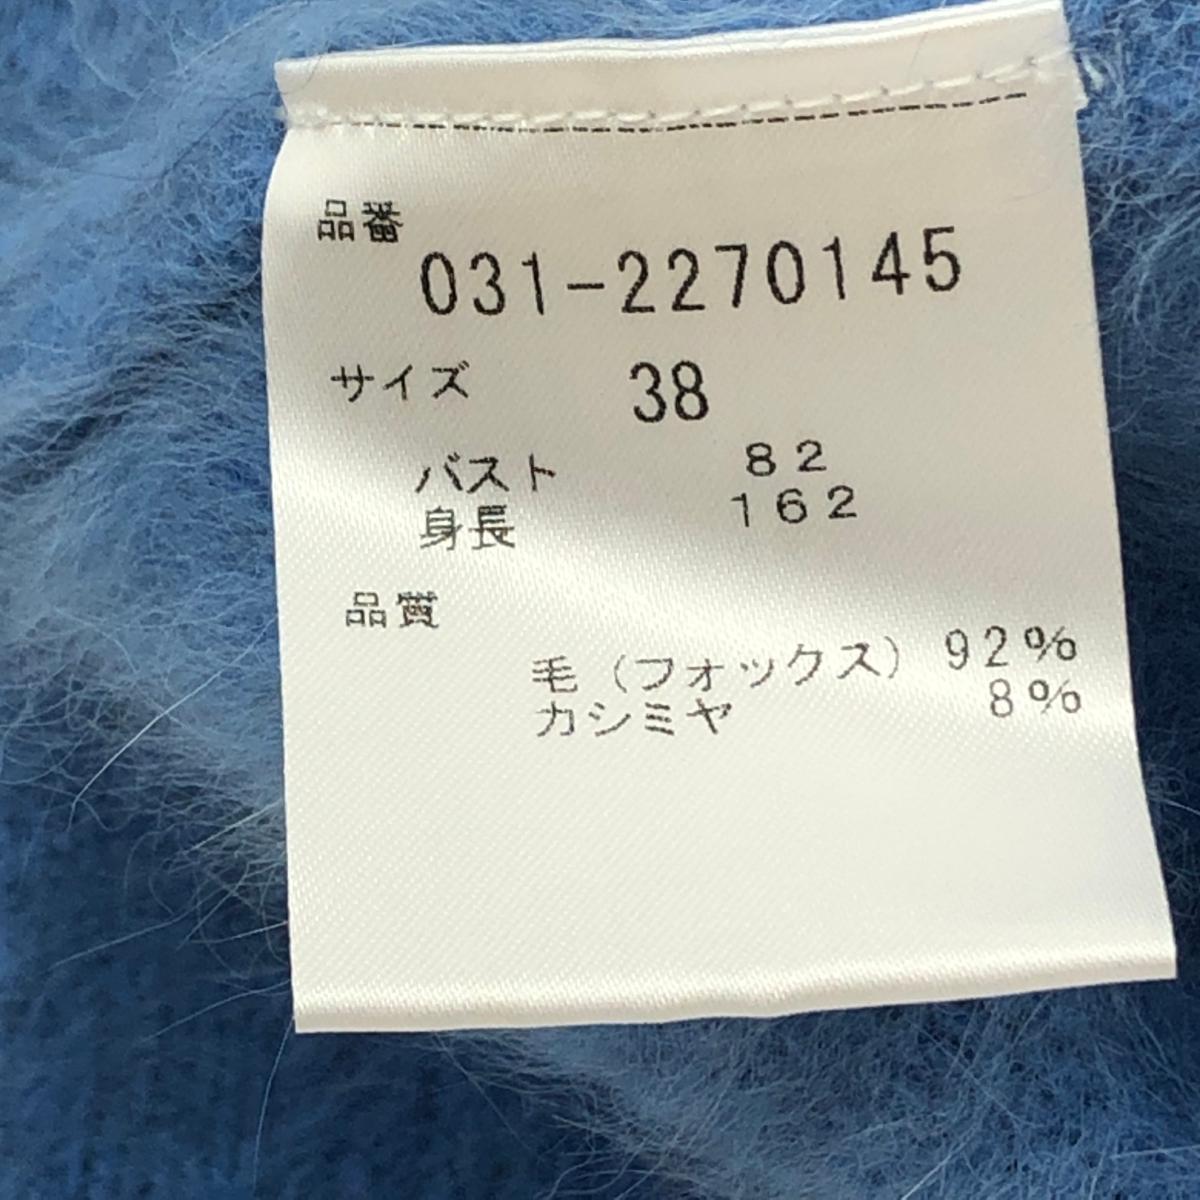 品番
031-2270145
サイズ 38
バスト 82
身長 162
品質
毛（フォックス） 92%
カシミヤ 8%